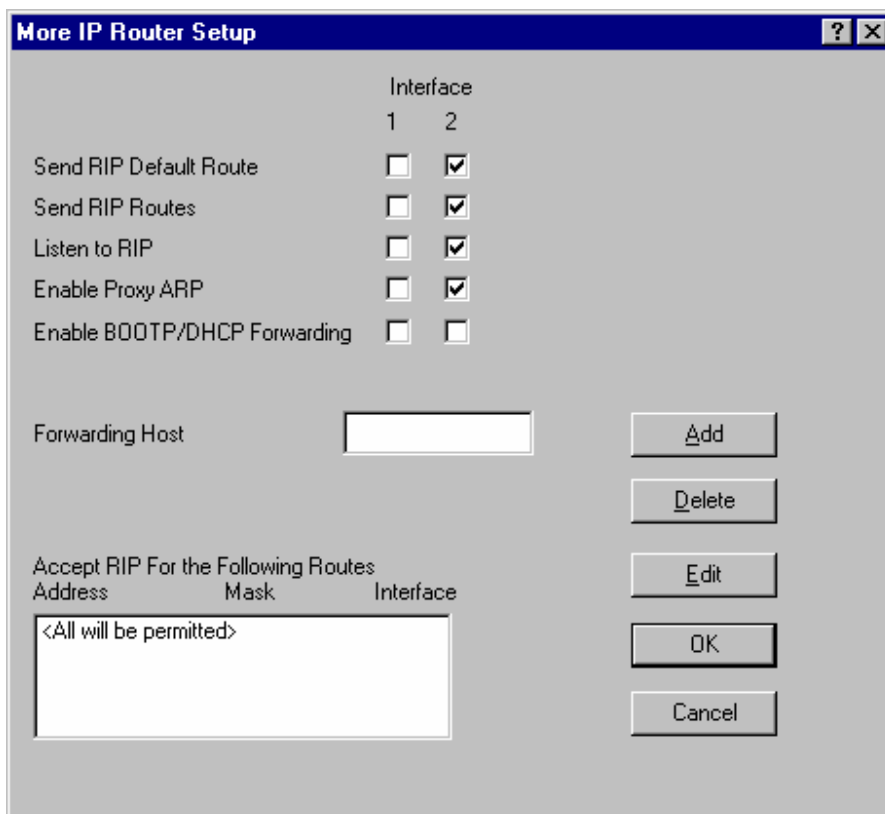 More IP Router Setup
Interface
1 2
Send RIP Default Route
Send RIP Routes
Listen to RIP
Enable Proxy ARP
Enable BOOTP/DHCP Forwarding
Forwarding Host
Add
Delete
Accept RIP For the Following Routes
Address Mask Interface
Edit
<All will be permitted>
OK
Cancel